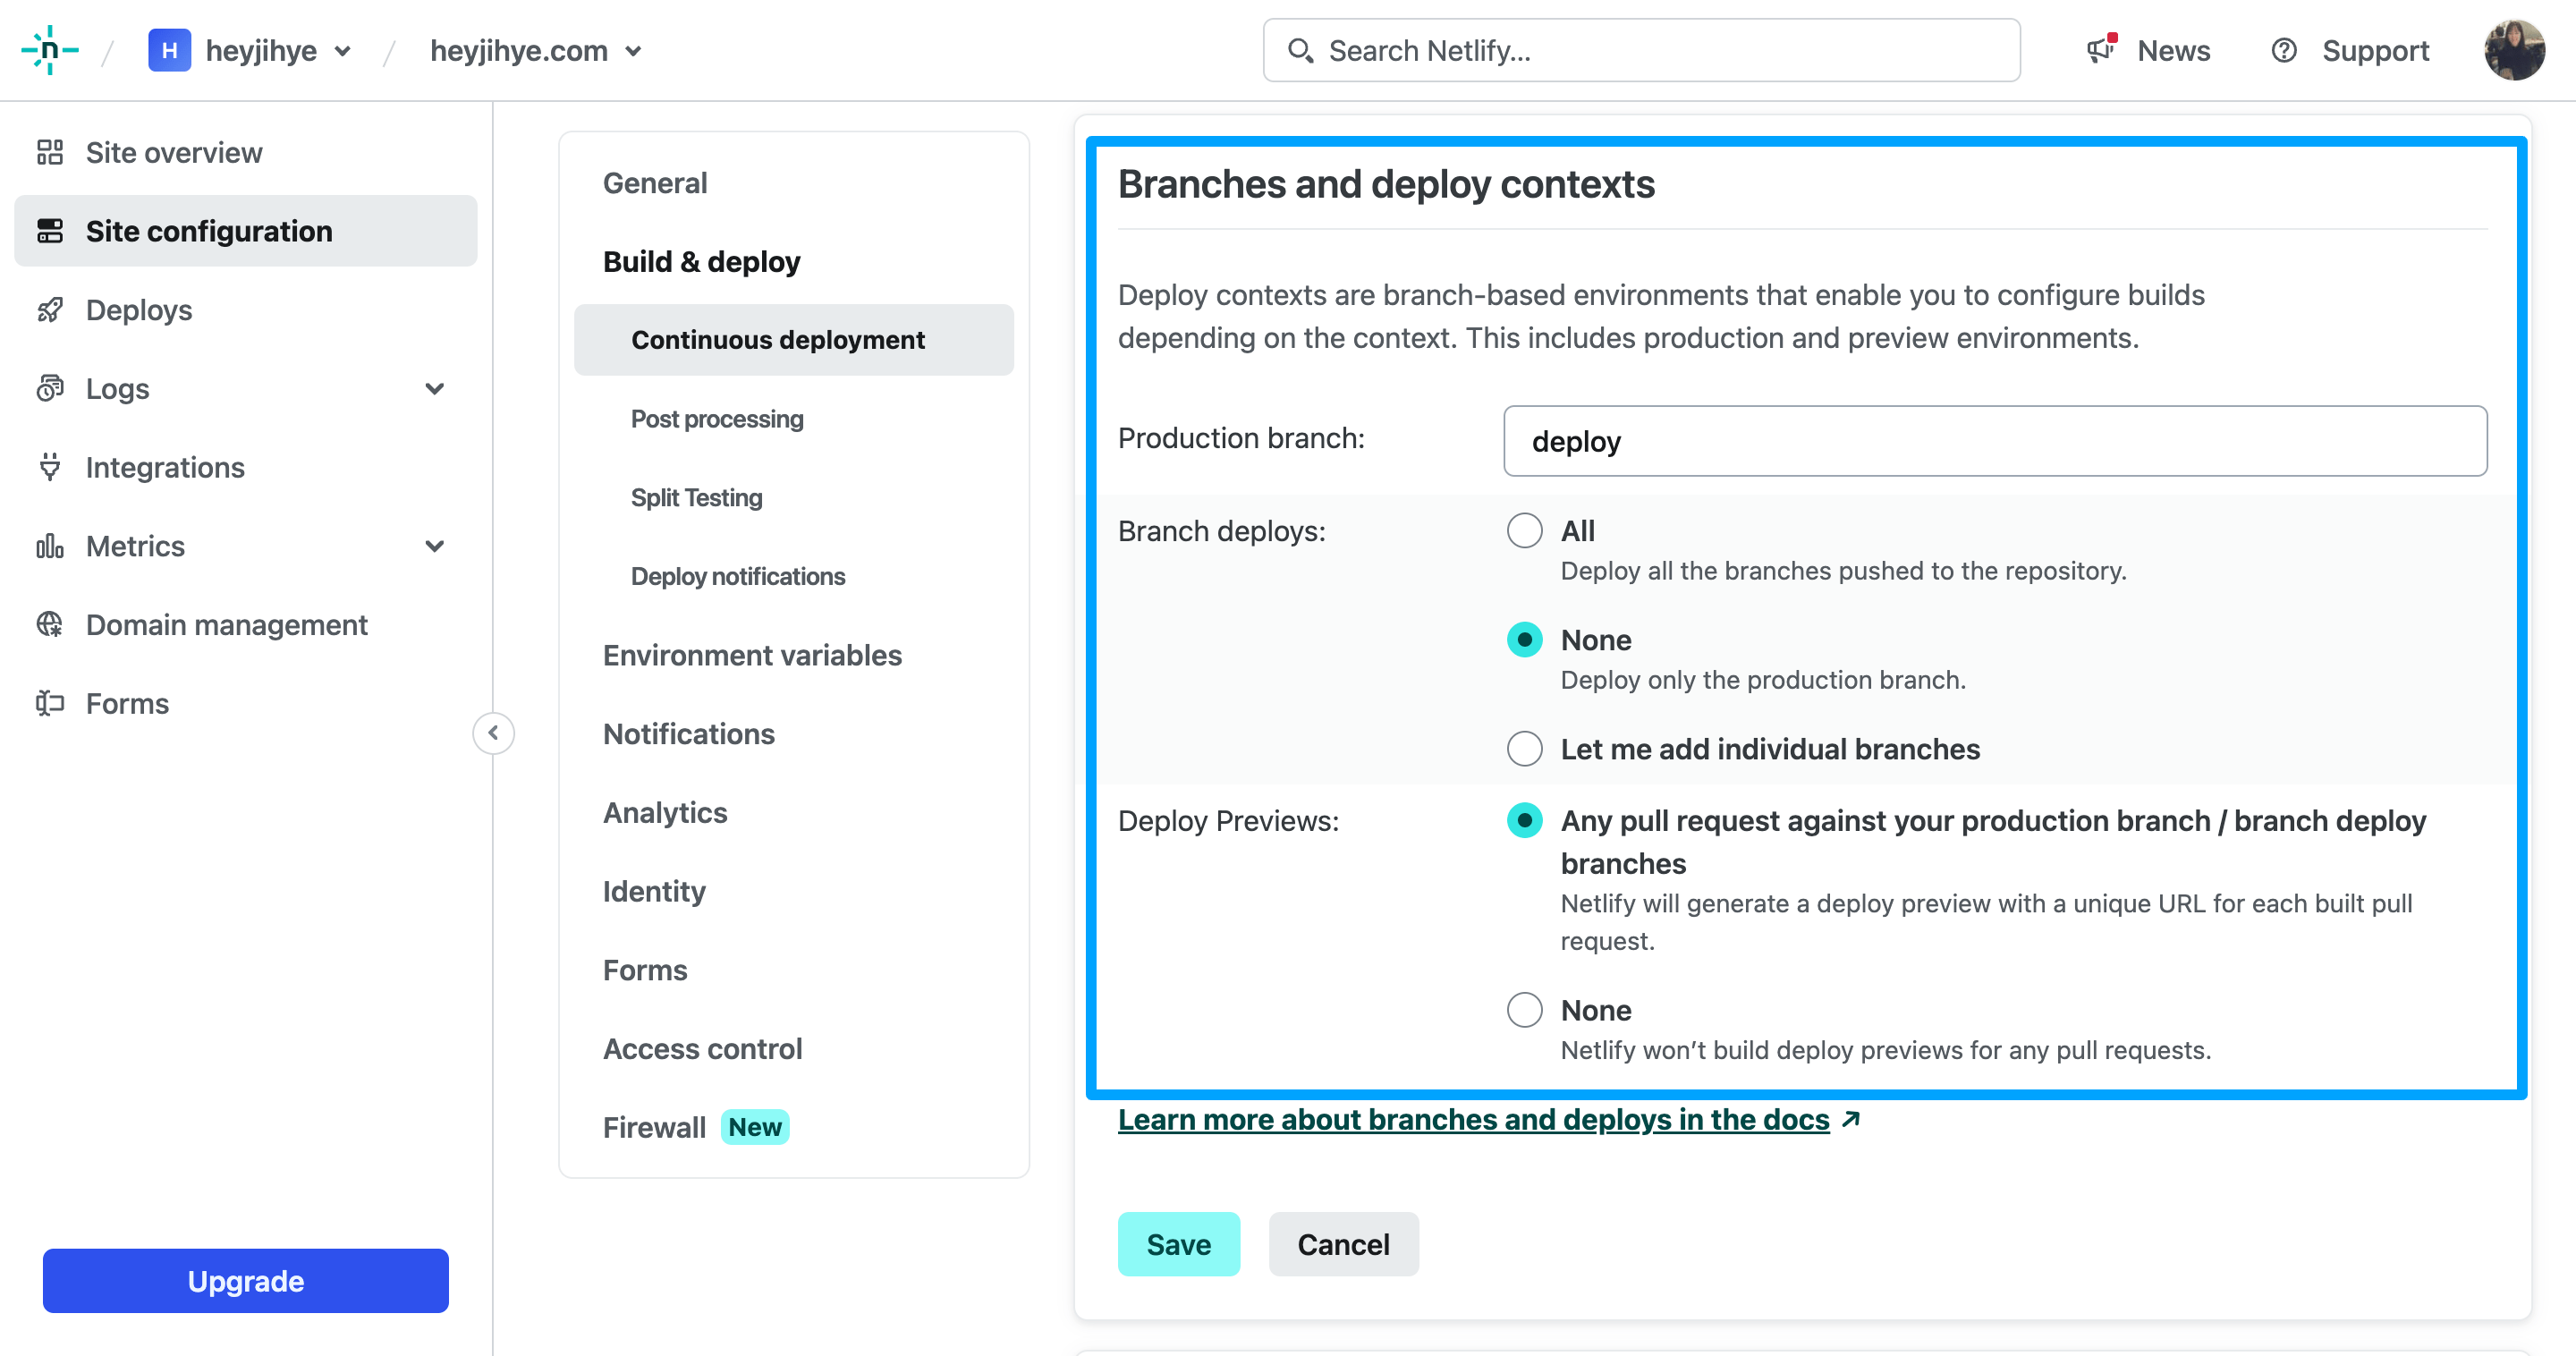 n / H heyjihye / heyjihye.com
Search Netlify...
News
Support
Site overview
Site configuration
Deploys
Logs
Integrations
Metrics
Domain management
Forms
Upgrade
General
Build & deploy
Continuous deployment
Post processing
Split Testing
Deploy notifications
Environment variables
Notifications
Analytics
Identity
Forms
Access control
Firewall New
Branches and deploy contexts
Deploy contexts are branch-based environments that enable you to configure builds
depending on the context. This includes production and preview environments.
Production branch:
deploy
Branch deploys:
All
Deploy all the branches pushed to the repository.
None
Deploy only the production branch.
Let me add individual branches
Deploy Previews:
Any pull request against your production branch / branch deploy
branches
Netlify will generate a deploy preview with a unique URL for each built pull
request.
None
Netlify won’t build deploy previews for any pull requests.
Learn more about branches and deploys in the docs
Save
Cancel